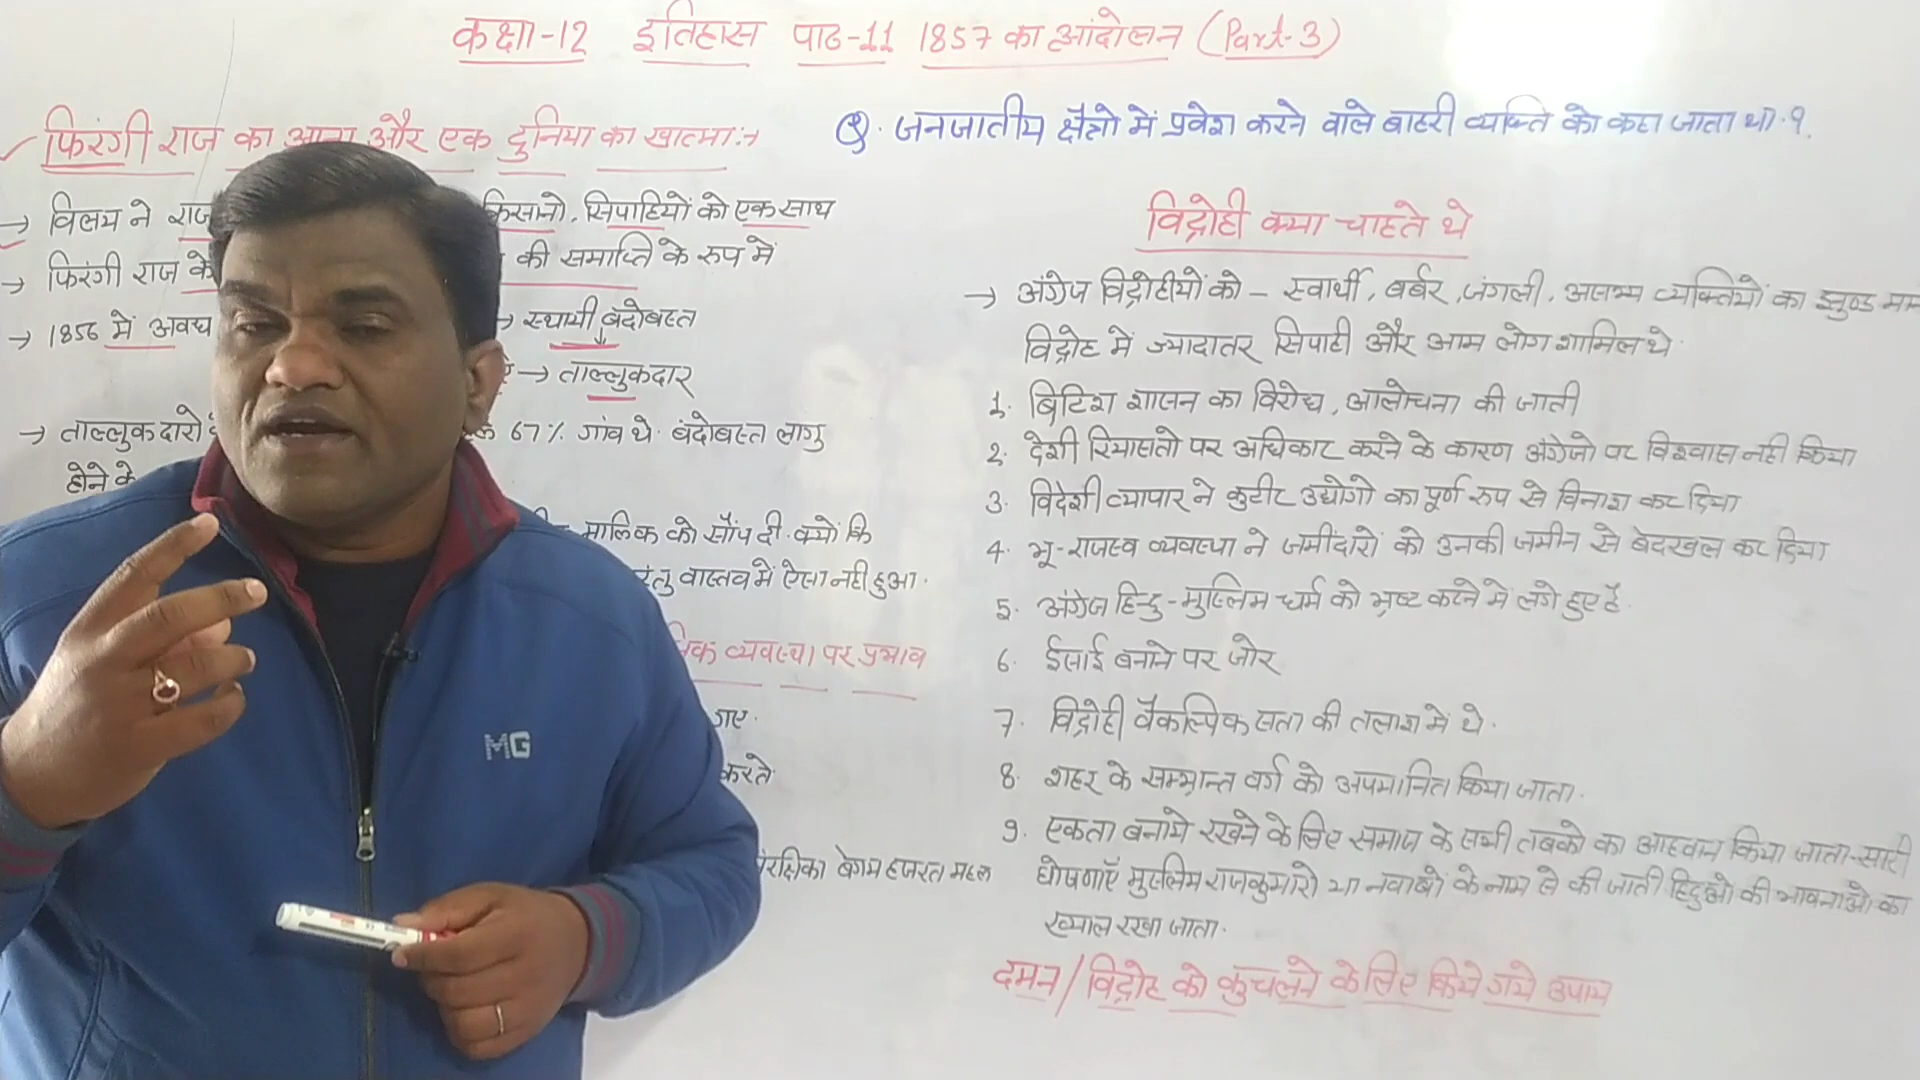 कक्षा-12 इतिहास पाठ-11 1857 का आंदोलन (Part-3)
फिरंगी राज का आना और एक दुनिया का खात्मा:→
→ विलय ने राज किसानो, सिपाहियों को एक साथ
→ फिरंगी राज के की समाप्ति के रुप में
→ 1856 में अवध → स्थायी बंदोबस्त
→ ताल्लुकदार
→ ताल्लुकदारो 67% गांव थे. बंदोबस्त लागु
होने के
मालिक को सौंप दी. क्यों कि
वास्तव में ऐसा नही हुआ.
व्यवस्था पर प्रभाव
गए.
करते
बेगम हजरत महल
Q. जनजातीय क्षेत्रो में प्रवेश करने वाले बाहरी व्यक्ति को कहा जाता था.?
विद्रोही क्या चाहते थे
→ अंग्रेज विद्रोहीयों को – स्वार्थी, बर्बर, जंगली, असभ्य व्यक्तियों का झुण्ड
विद्रोह में ज्यादातर सिपाही और आम लोग शामिल थे.
1. ब्रिटिश शासन का विरोध, आलोचना की जाती
2. देशी रियासतो पर अधिकार करने के कारण अंग्रेजो पर विश्वास नही किया
3. विदेशी व्यापार ने कुटीर उद्योगो का पूर्ण रुप से विनाश कर दिया
4. भू-राजस्व व्यवस्था ने जमींदारों को उनकी जमीन से बेदखल कर दिया
5. अंग्रेज हिन्दु-मुस्लिम धर्म को भ्रष्ट करने में लगे हुए है.
6. ईसाई बनाने पर जोर
7. विद्रोही वैकल्पिक सता की तलाश में थे.
8. शहर के सम्भ्रान्त वर्ग को अपमानित किया जाता.
9. एकता बनाये रखने के लिए समाज के सभी तबको का आहवान किया जाता-सारी
घोषणाएँ मुस्लिम राजकुमारो या नवाबों के नाम से की जाती हिंदुओ की भावनाओ का
ख्याल रखा जाता.
दमन/विद्रोह को कुचलने के लिए किये गये उपाय
MG